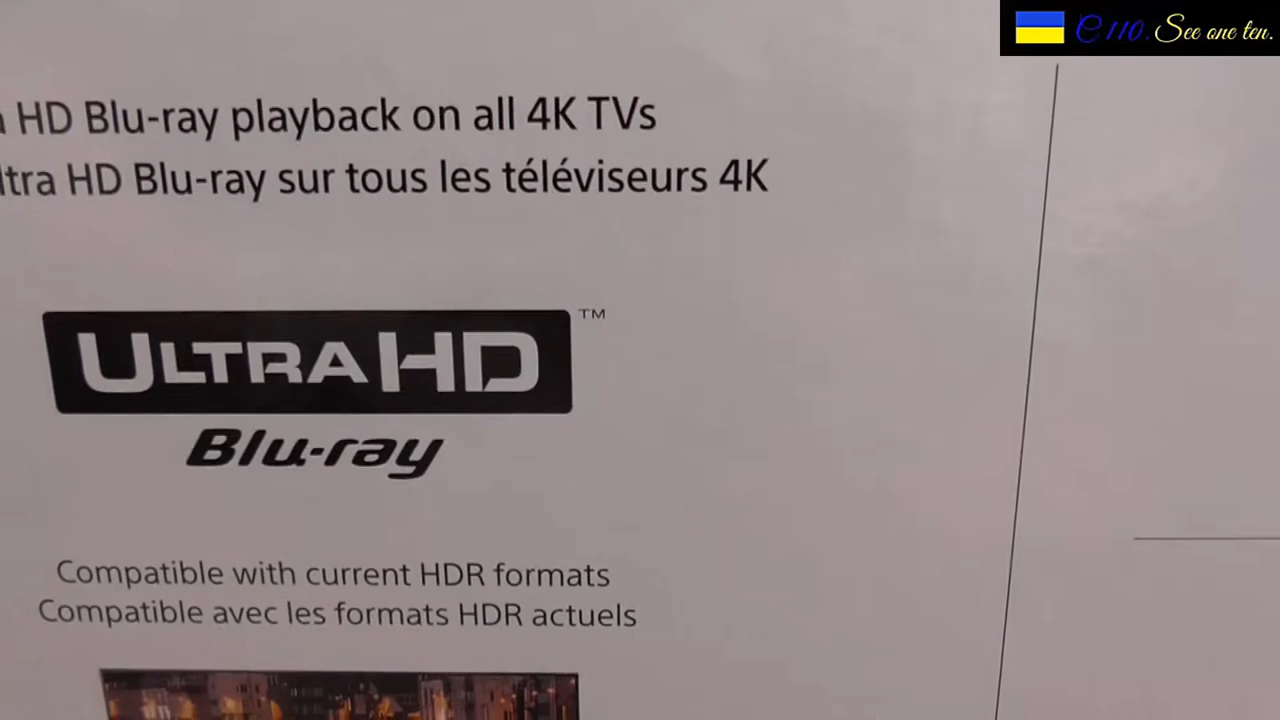 C 110. See one ten.
HD Blu-ray playback on all 4K TVs
ltra HD Blu-ray sur tous les téléviseurs 4K
ULTRA HD™
Blu-ray
Compatible with current HDR formats
Compatible avec les formats HDR actuels